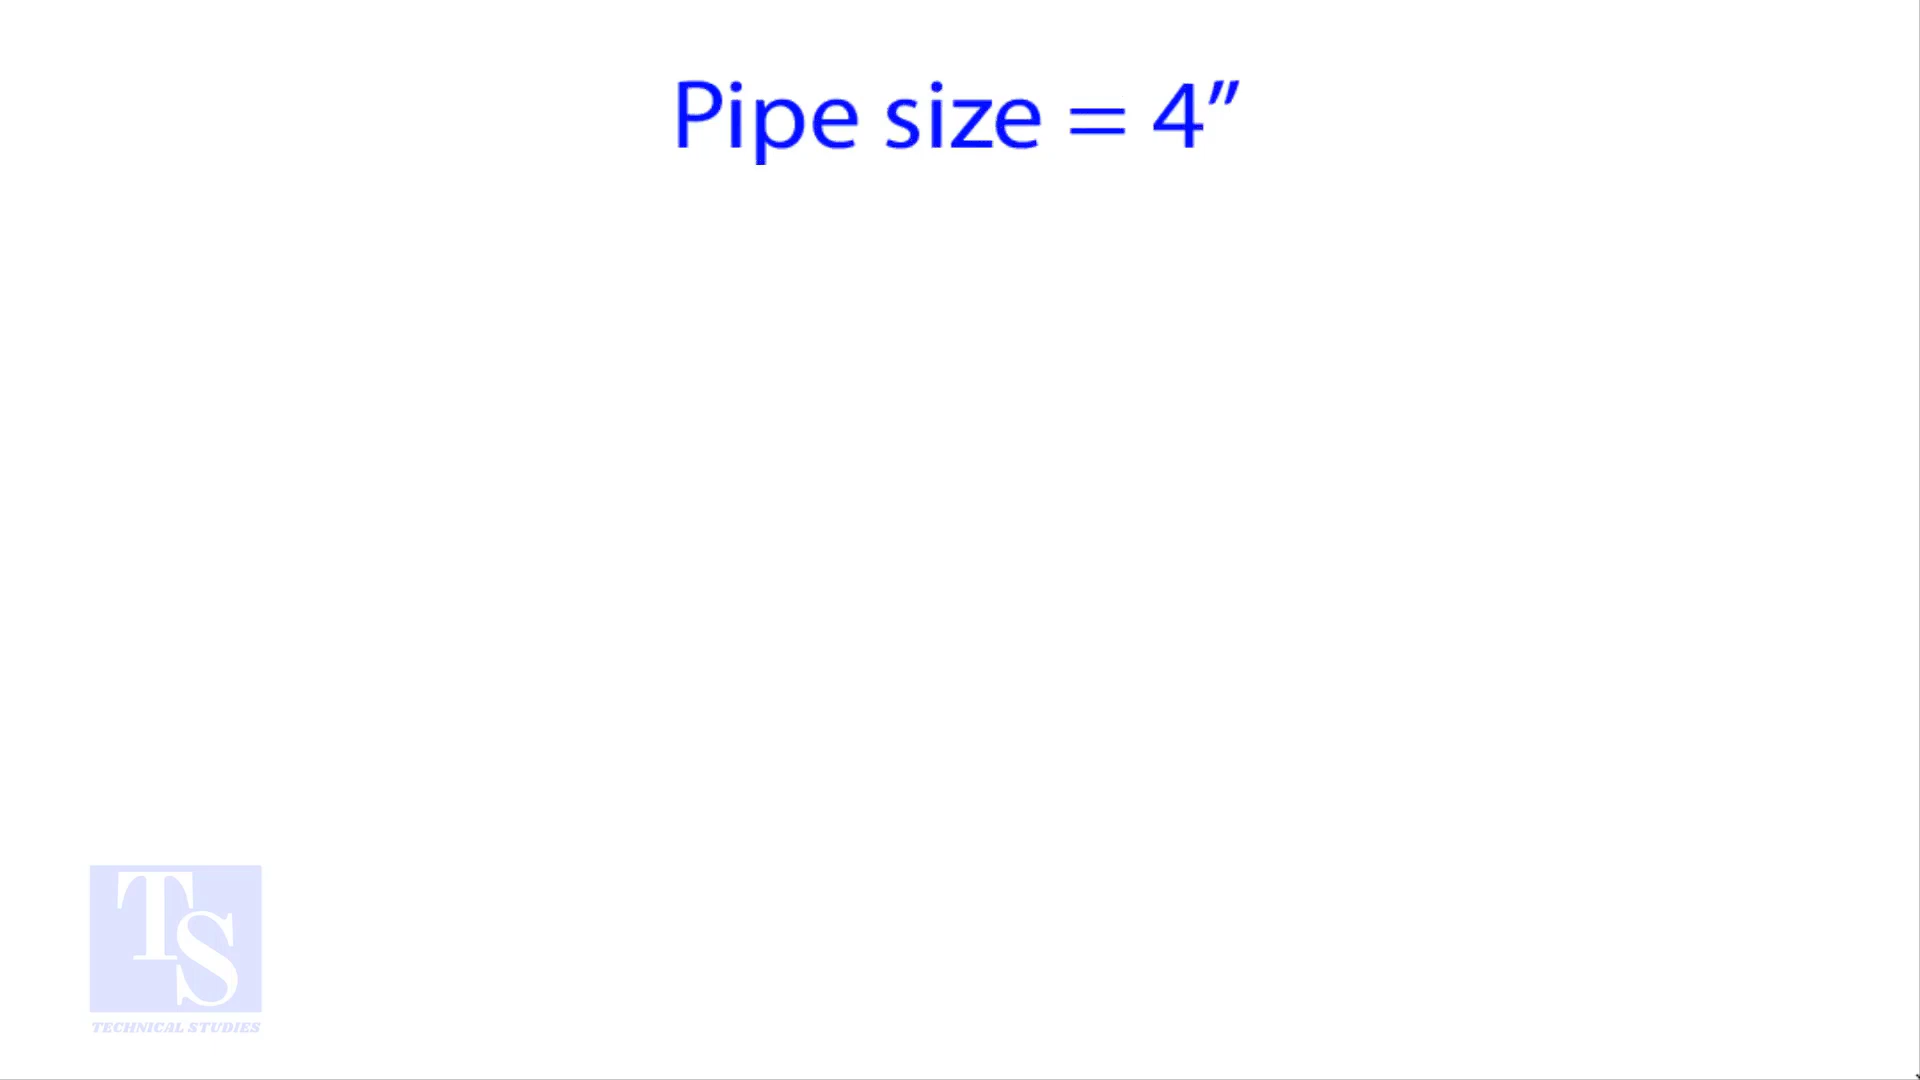 Pipe size = 4”
TS
TECHNICAL STUDIES